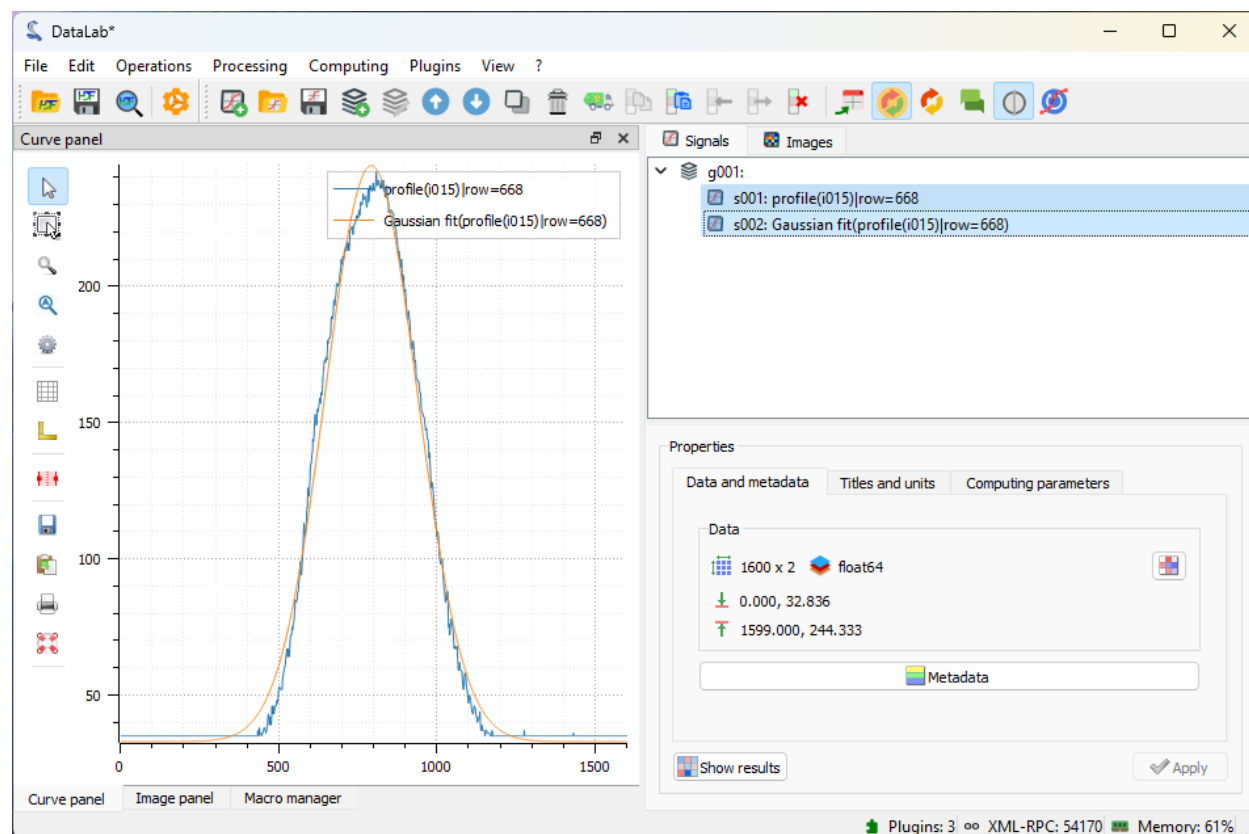 DataLab*
File Edit Operations Processing Computing Plugins View ?
Curve panel
profile(i015)|row=668
Gaussian fit(profile(i015)|row=668)
200
150
100
50
0 500 1000 1500
Curve panel Image panel Macro manager
Signals Images
g001:
s001: profile(i015)|row=668
s002: Gaussian fit(profile(i015)|row=668)
Properties
Data and metadata Titles and units Computing parameters
Data
1600 x 2 float64
0.000, 32.836
1599.000, 244.333
Metadata
Show results Apply
Plugins: 3 XML-RPC: 54170 Memory: 61%